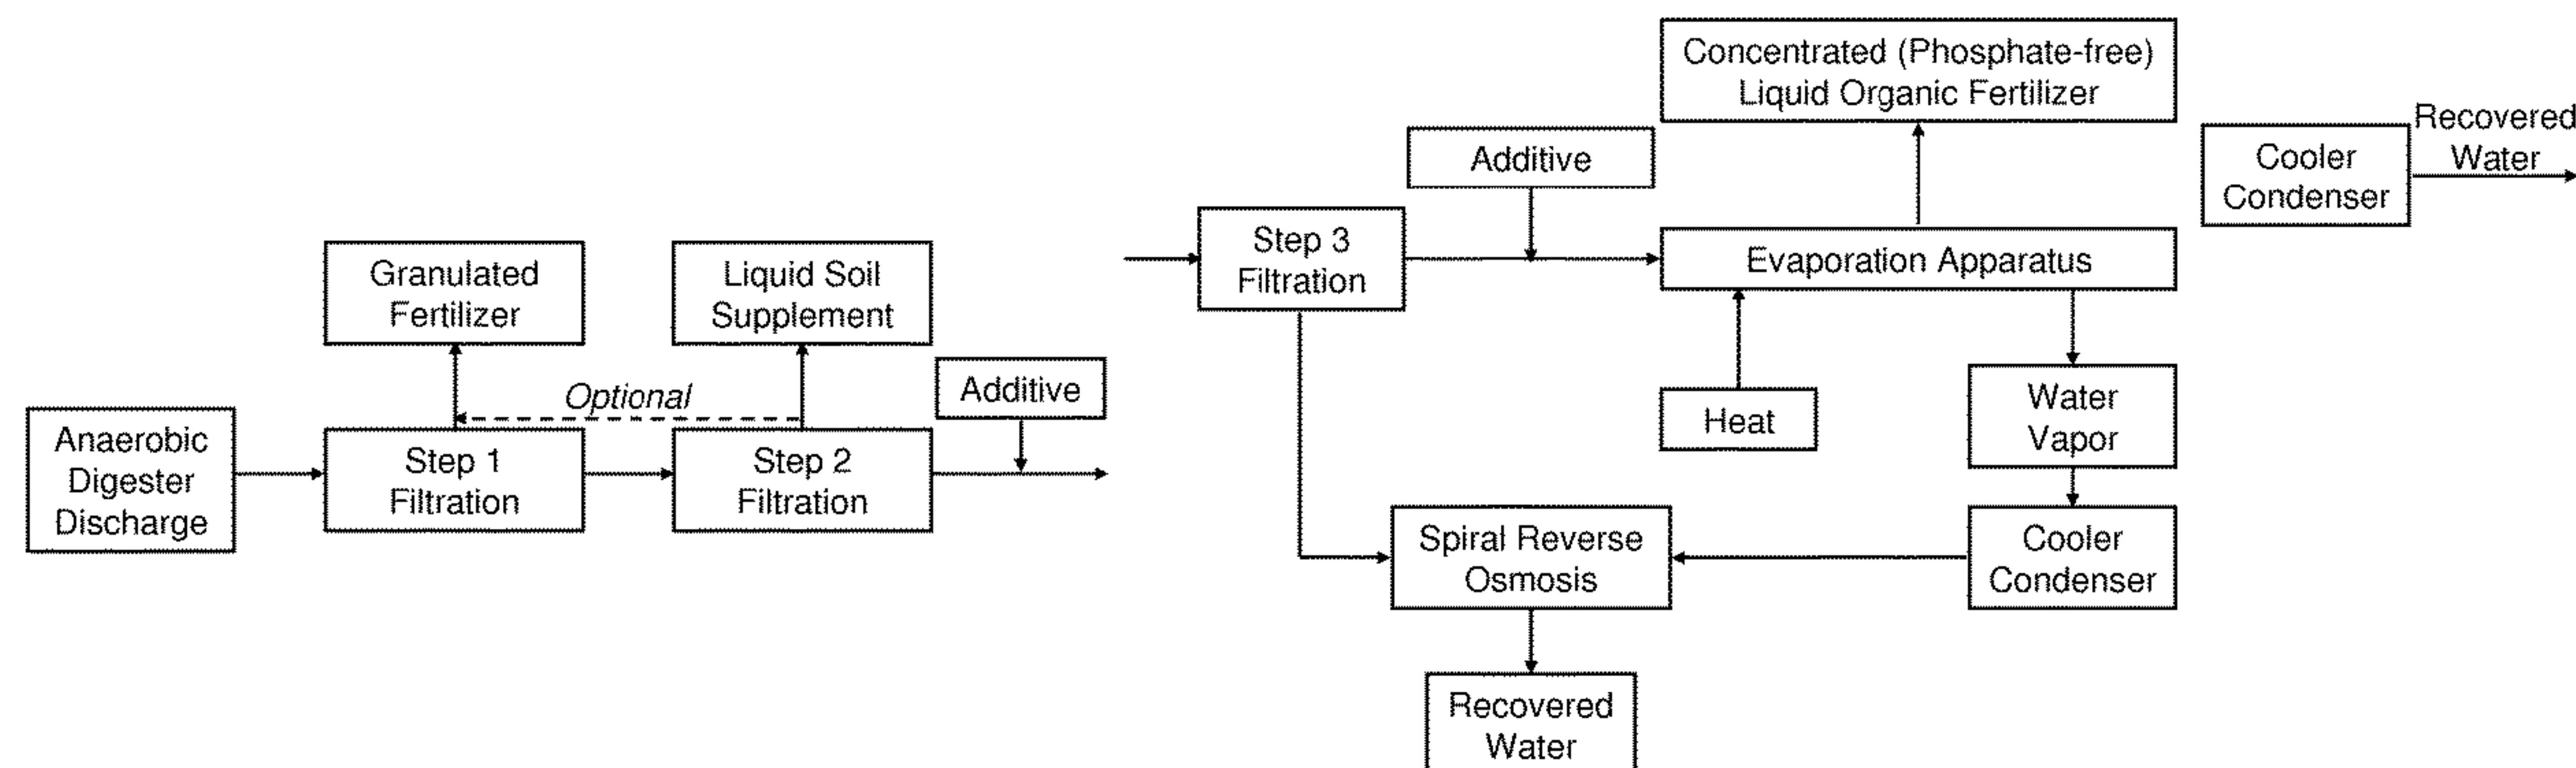 Anaerobic
Digester
Discharge
Granulated
Fertilizer
Optional
Step 1
Filtration
Liquid Soil
Supplement
Step 2
Filtration
Additive
Step 3
Filtration
Additive
Concentrated (Phosphate-free)
Liquid Organic Fertilizer
Evaporation Apparatus
Heat
Water
Vapor
Cooler
Condenser
Spiral Reverse
Osmosis
Recovered
Water
Cooler
Condenser
Recovered
Water